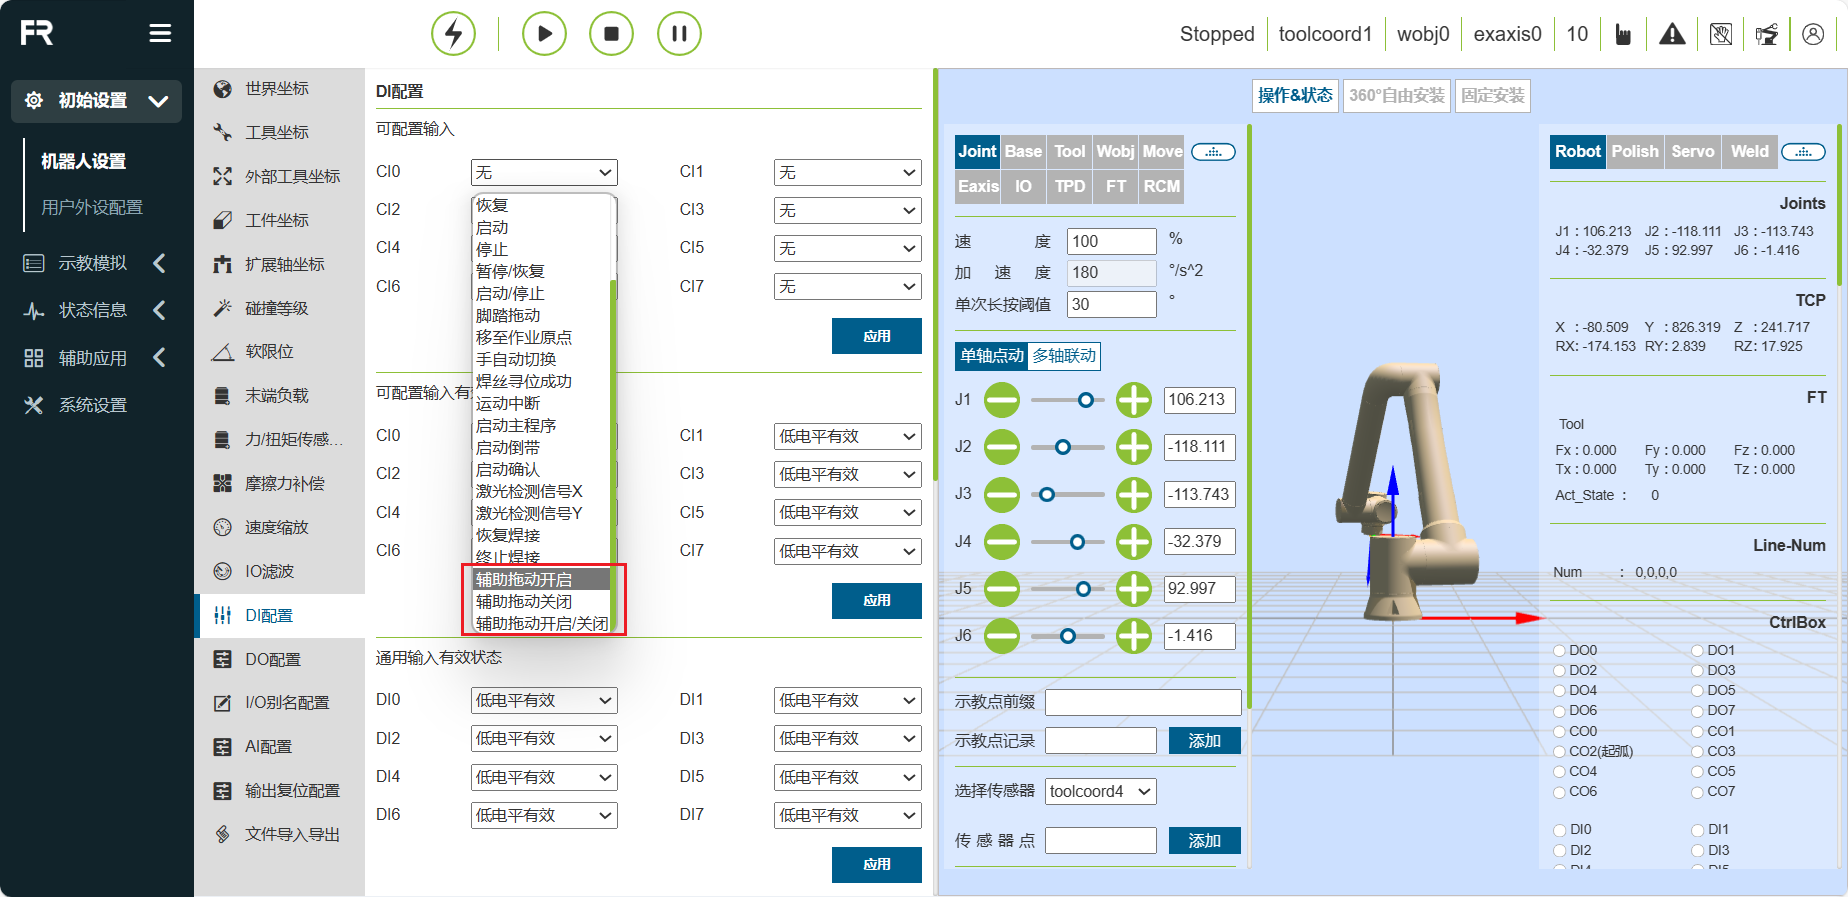 FR
Stopped
toolcoord1
wobj0
exaxis0
10
初始设置
机器人设置
用户外设配置
示教模拟
状态信息
辅助应用
系统设置
世界坐标
工具坐标
外部工具坐标
工件坐标
扩展轴坐标
碰撞等级
软限位
末端负载
力/扭矩传感...
摩擦力补偿
速度缩放
IO滤波
DI配置
DO配置
I/O别名配置
AI配置
输出复位配置
文件导入导出
DI配置
可配置输入
CI0 无 CI1 无
CI2 CI3 无
CI4 CI5 无
CI6 CI7 无
应用
恢复
启动
停止
暂停/恢复
启动/停止
脚踏拖动
移至作业原点
手自动切换
焊丝寻位成功
运动中断
启动主程序
启动倒带
启动确认
激光检测信号X
激光检测信号Y
恢复焊接
终止焊接
辅助拖动开启
辅助拖动关闭
辅助拖动开启/关闭
可配置输入有
CI0 CI1 低电平有效
CI2 CI3 低电平有效
CI4 CI5 低电平有效
CI6 CI7 低电平有效
应用
通用输入有效状态
DI0 低电平有效 DI1 低电平有效
DI2 低电平有效 DI3 低电平有效
DI4 低电平有效 DI5 低电平有效
DI6 低电平有效 DI7 低电平有效
应用
操作&状态 360°自由安装 固定安装
Joint Base Tool Wobj Move
Eaxis IO TPD FT RCM
速度 100 %
加速度 180 °/s^2
单次长按阈值 30 °
单轴点动 多轴联动
J1 106.213
J2 -118.111
J3 -113.743
J4 -32.379
J5 92.997
J6 -1.416
示教点前缀
示教点记录 添加
选择传感器 toolcoord4
传感器点 添加
Robot Polish Servo Weld
Joints
J1 : 106.213 J2 : -118.111 J3 : -113.743
J4 : -32.379 J5 : 92.997 J6 : -1.416
TCP
X : -80.509 Y : 826.319 Z : 241.717
RX: -174.153 RY: 2.839 RZ: 17.925
FT
Tool
Fx : 0.000 Fy : 0.000 Fz : 0.000
Tx : 0.000 Ty : 0.000 Tz : 0.000
Act_State : 0
Line-Num
Num : 0,0,0,0
CtrlBox
DO0 DO1
DO2 DO3
DO4 DO5
DO6 DO7
CO0 CO1
CO2(起弧) CO3
CO4 CO5
CO6 CO7
DI0 DI1
DI2 DI3
DI4 DI5